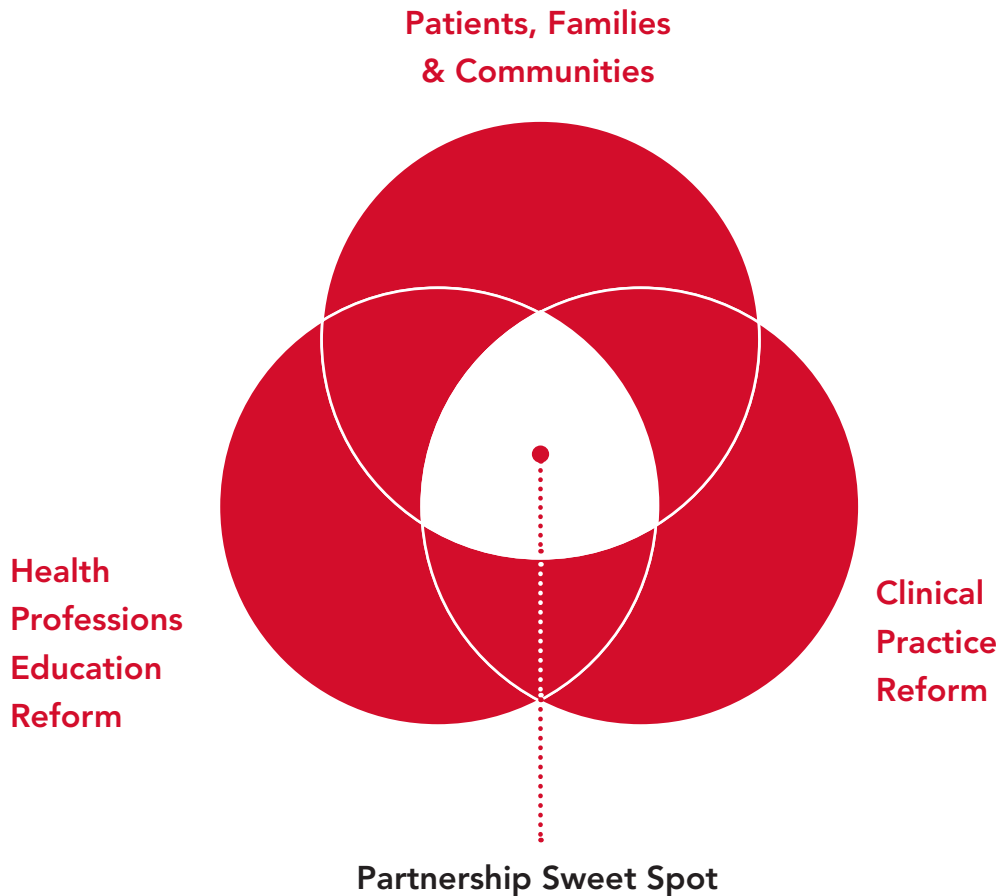 Patients, Families
& Communities
Health
Professions
Education
Reform
Clinical
Practice
Reform
Partnership Sweet Spot